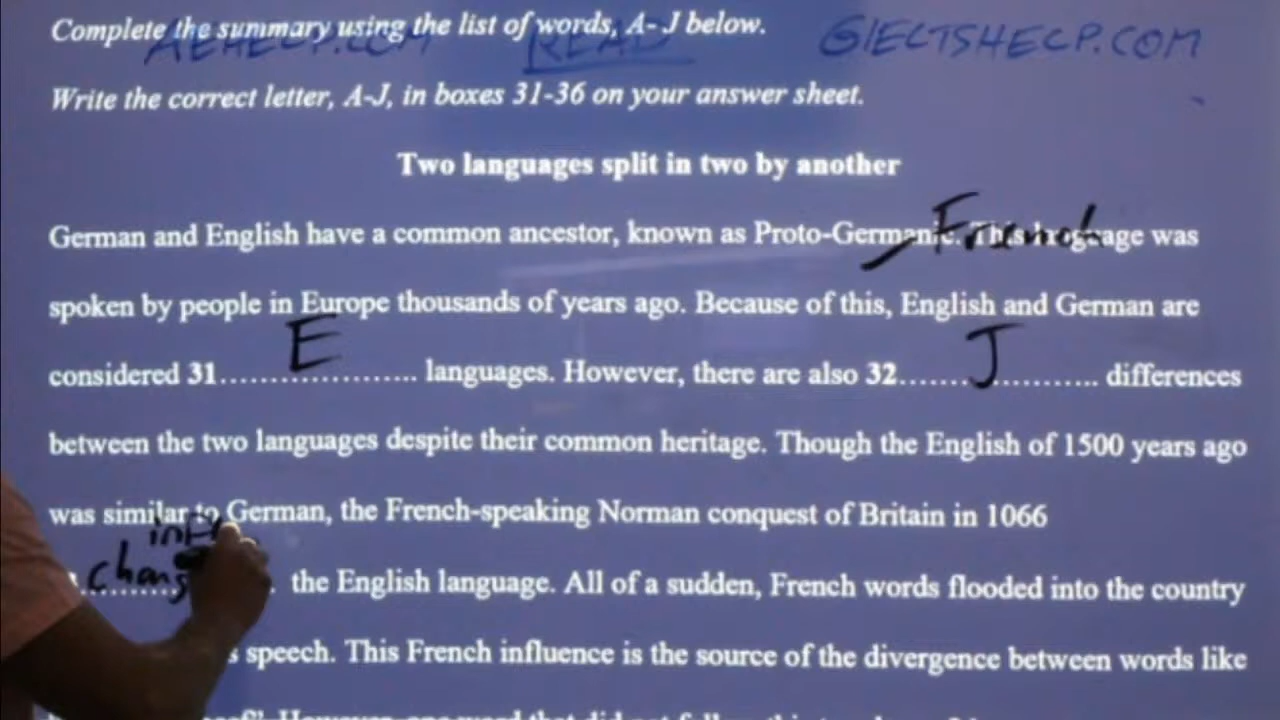 Complete the summary using the list of words, A- J below.
AEHELP.COM READ GIELTSHELP.COM
Write the correct letter, A-J, in boxes 31-36 on your answer sheet.
Two languages split in two by another
French
German and English have a common ancestor, known as Proto-Germanic. This language was
spoken by people in Europe thousands of years ago. Because of this, English and German are
E J
considered 31.................... languages. However, there are also 32.................... differences
between the two languages despite their common heritage. Though the English of 1500 years ago
was similar to German, the French-speaking Norman conquest of Britain in 1066
the English language. All of a sudden, French words flooded into the country
speech. This French influence is the source of the divergence between words like